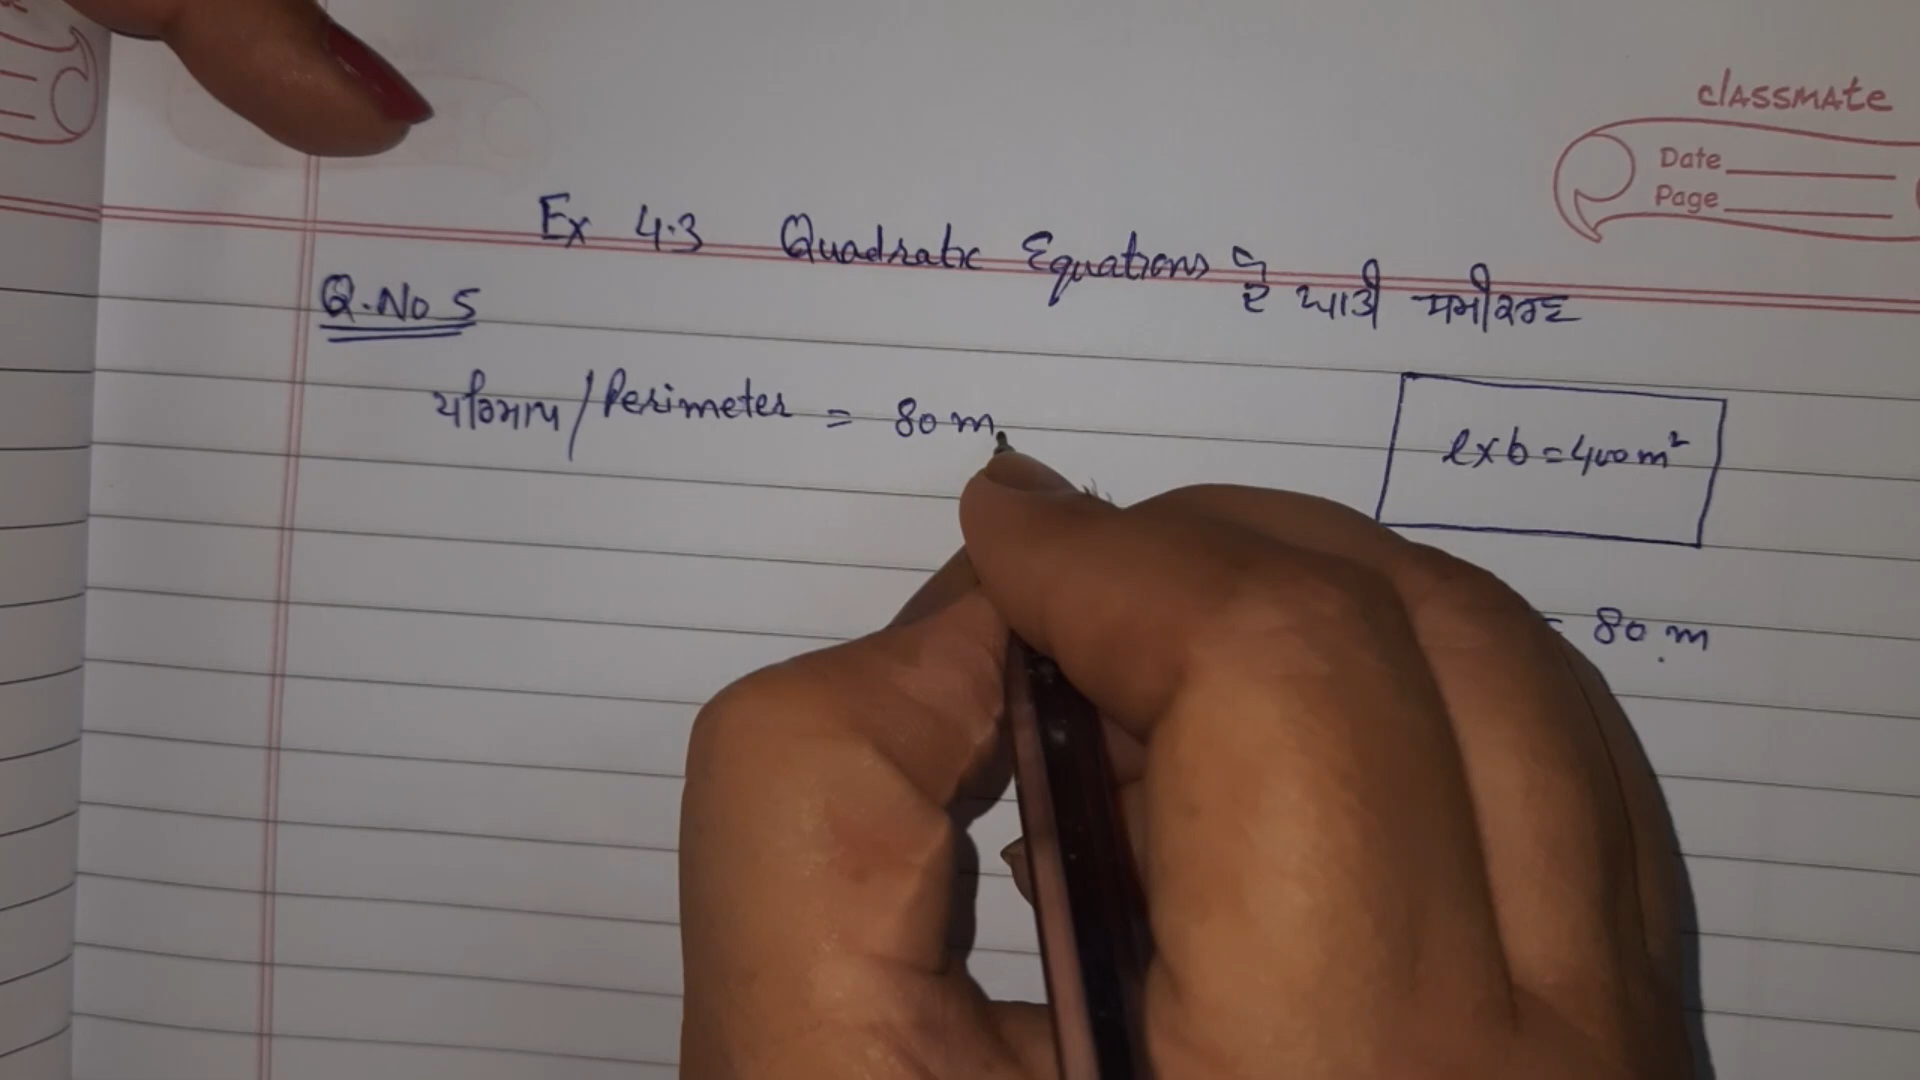 classmate
Date
Page
Ex 4.3 Quadratic Equations ਦੋ ਘਾਤੀ ਸਮੀਕਰਣ
Q.No 5
ਪਰਿਮਾਪ / Perimeter = 80 m
l×b = 400 m²
= 80 m